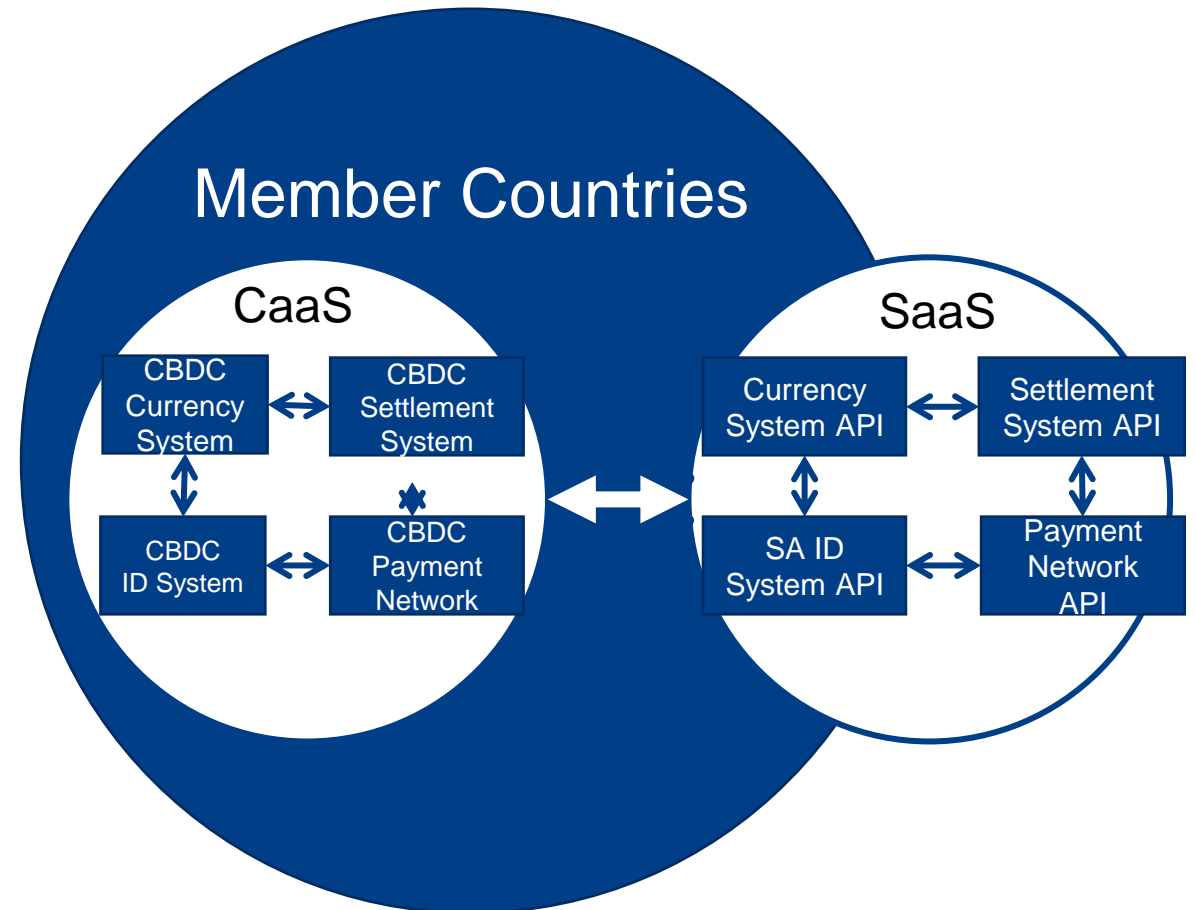 Member Countries
CaaS
SaaS
CBDC
Currency
System
CBDC
Settlement
System
Currency
System API
Settlement
System API
CBDC
ID System
CBDC
Payment
Network
SA ID
System API
Payment
Network
API